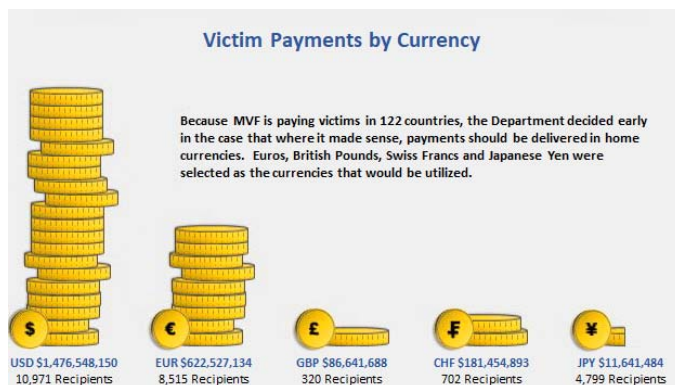 Victim Payments by Currency
Because MVF is paying victims in 122 countries, the Department decided early
in the case that where it made sense, payments should be delivered in home
currencies. Euros, British Pounds, Swiss Francs and Japanese Yen were
selected as the currencies that would be utilized.
$ € £ ₣ ¥
USD $1,476,548,150 EUR $622,527,134 GBP $86,641,688 CHF $181,454,893 JPY $11,641,484
10,971 Recipients 8,515 Recipients 320 Recipients 702 Recipients 4,799 Recipients